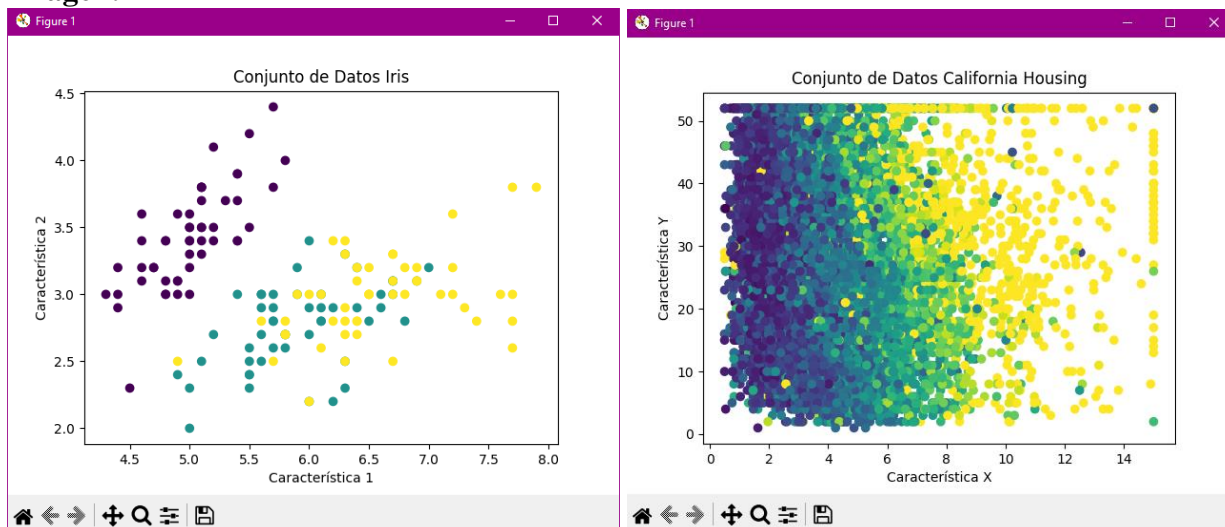 Figure 1
Conjunto de Datos Iris
4.5
4.0
3.5
3.0
2.5
2.0
Característica 2
4.5 5.0 5.5 6.0 6.5 7.0 7.5 8.0
Característica 1
Figure 1
Conjunto de Datos California Housing
50
40
30
20
10
0
Característica Y
0 2 4 6 8 10 12 14
Característica X